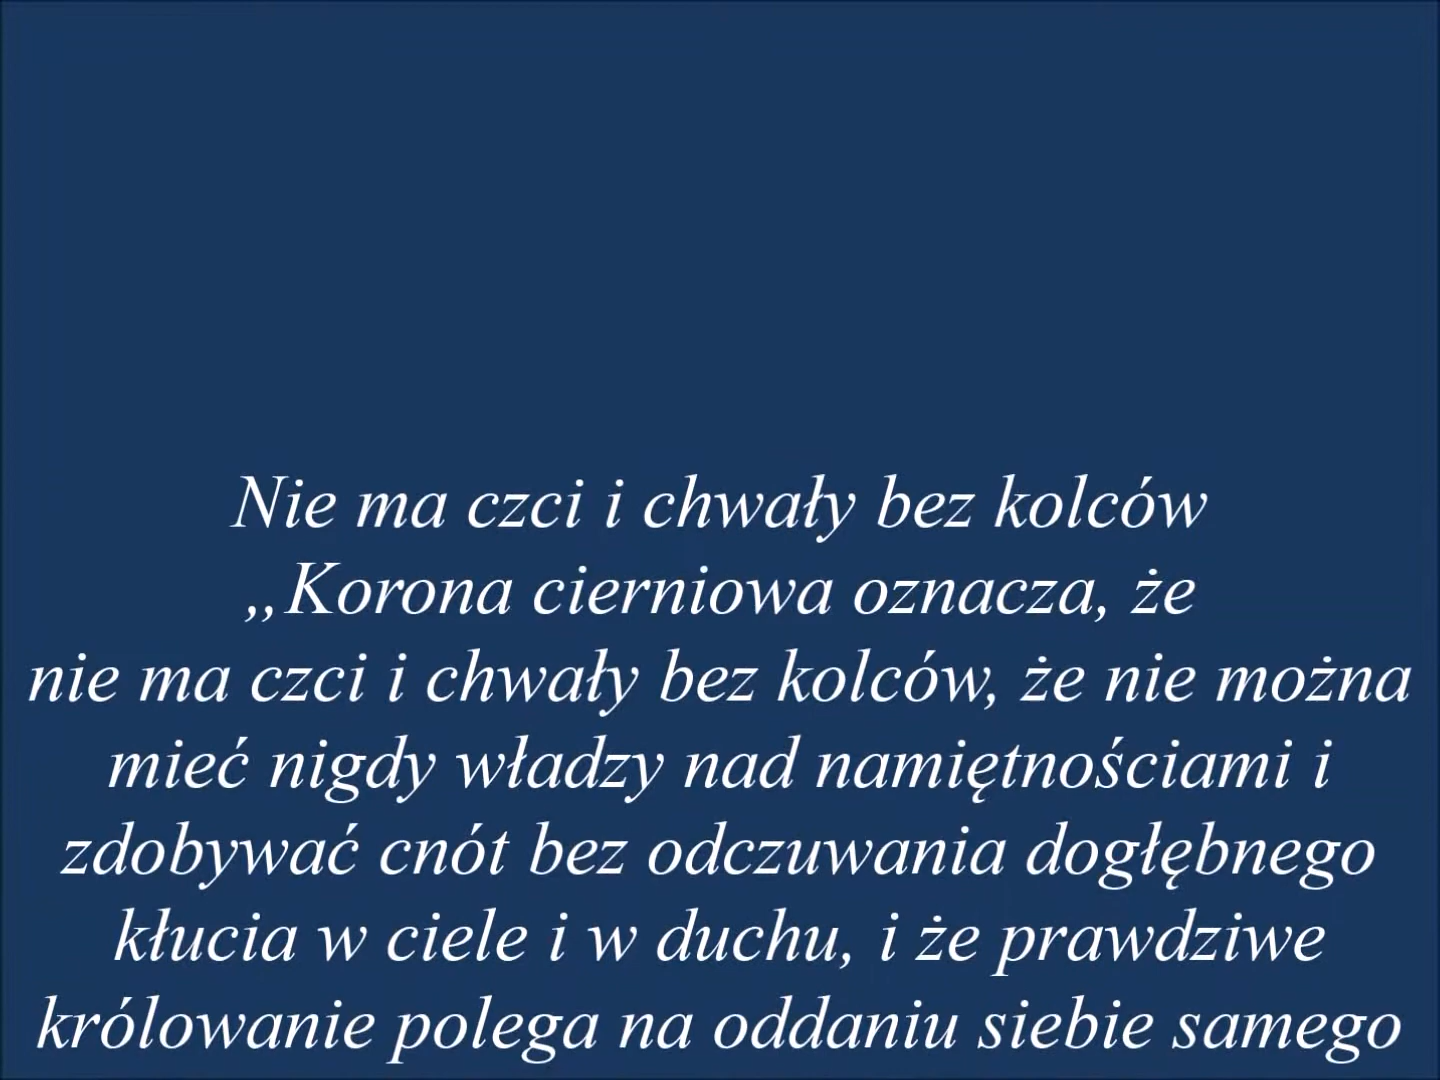 Nie ma czci i chwały bez kolców
,,Korona cierniowa oznacza, że
nie ma czci i chwały bez kolców, że nie można
mieć nigdy władzy nad namiętnościami i
zdobywać cnót bez odczuwania dogłębnego
kłucia w ciele i w duchu, i że prawdziwe
królowanie polega na oddaniu siebie samego